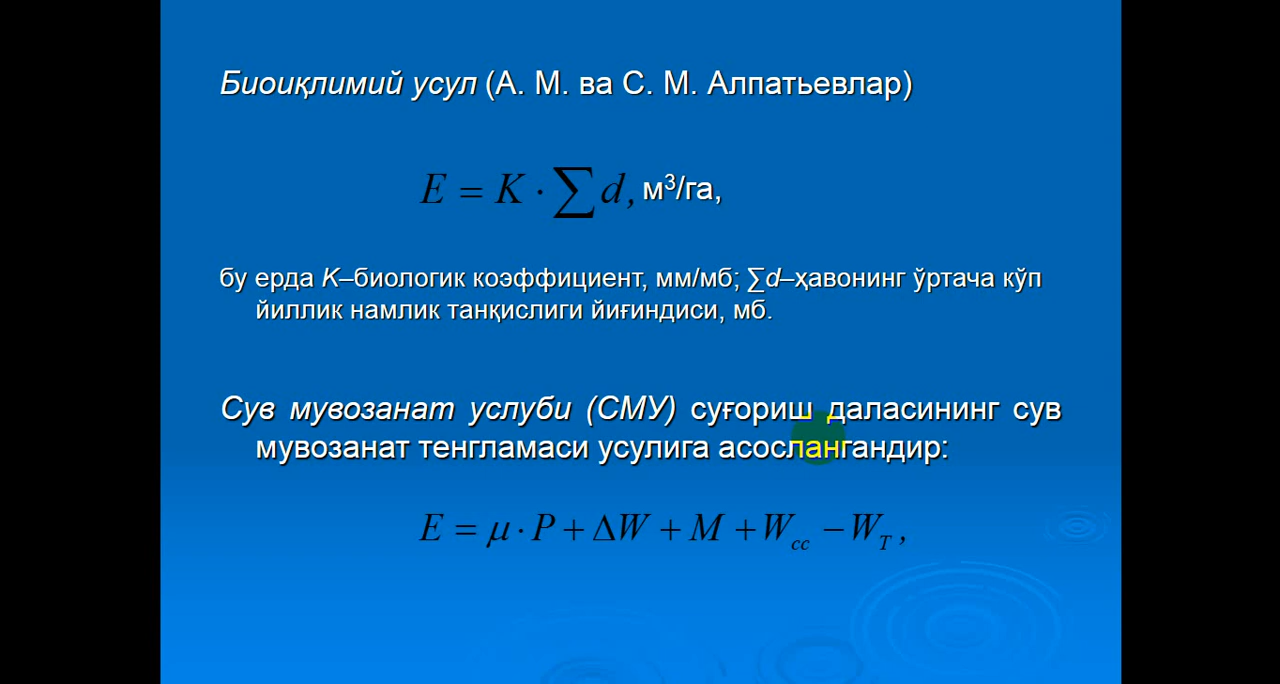 Биоиқлимий усул (А. М. ва С. М. Алпатьевлар)
E = K · ∑ d, м³/га,
бу ерда K–биологик коэффициент, мм/мб; ∑d–ҳавонинг ўртача кўп
йиллик намлик танқислиги йиғиндиси, мб.
Сув мувозанат услуби (СМУ) суғориш даласининг сув
мувозанат тенгламаси усулига асослангандир:
E = μ · P + ΔW + M + W_cc − W_T ,